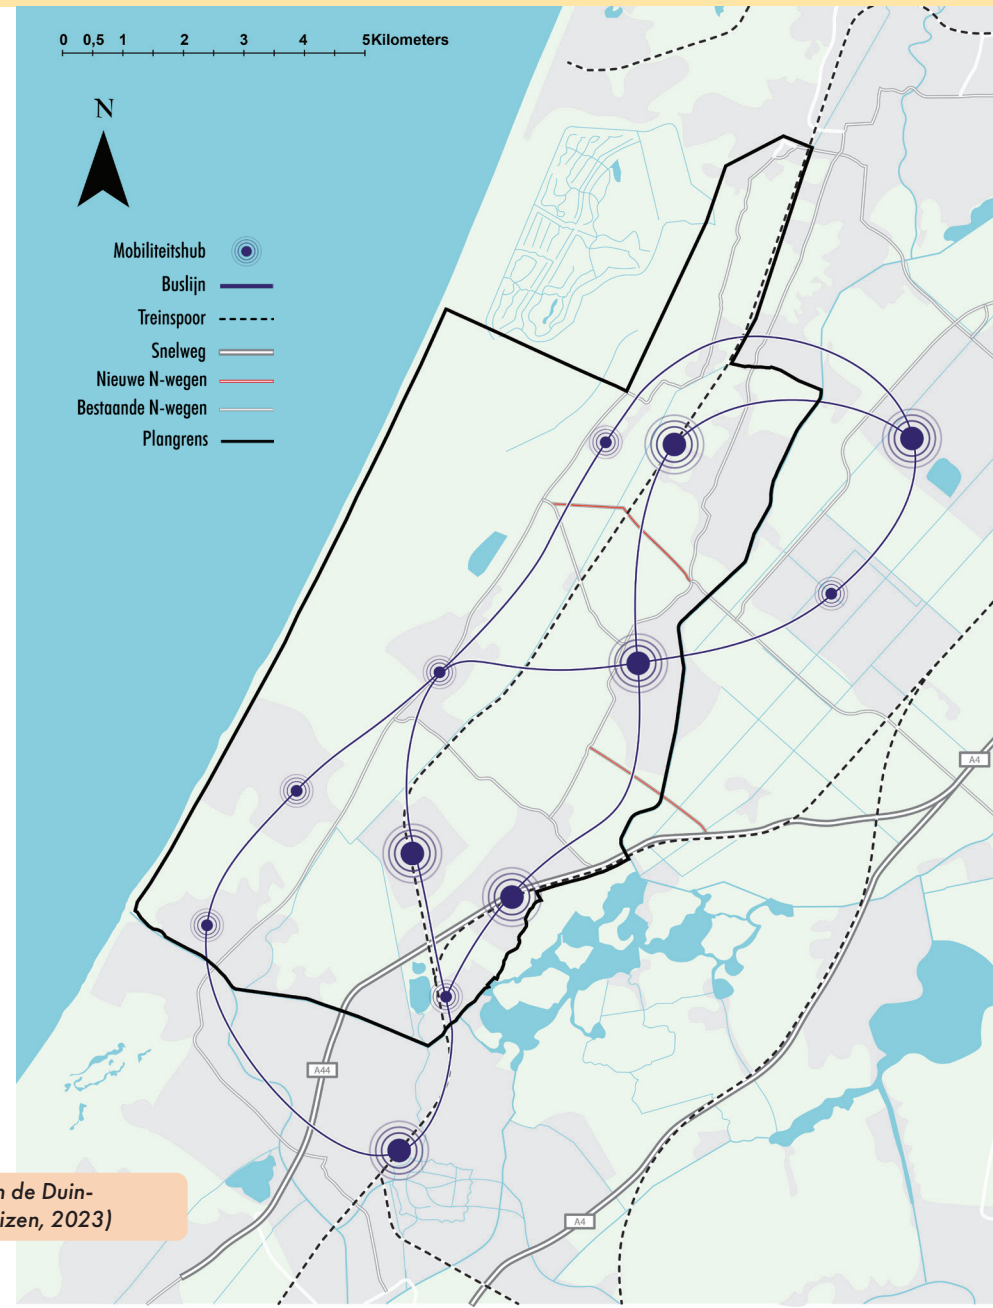 0 0,5 1 2 3 4 5Kilometers
N
Mobiliteitshub
Buslijn
Treinspoor
Snelweg
Nieuwe N-wegen
Bestaande N-wegen
Plangrens
A4
A44
A4
de Duin-
izen, 2023)